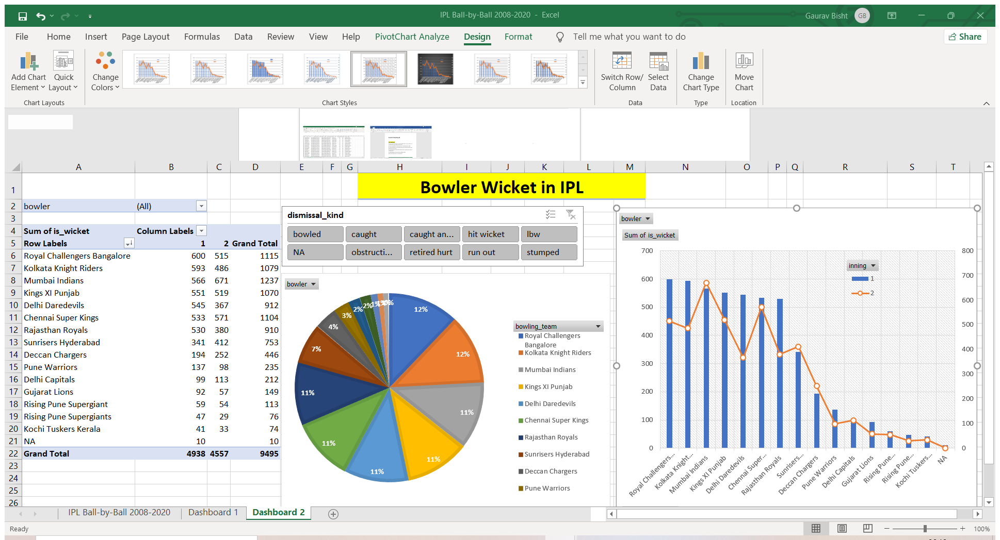 IPL Ball-by-Ball 2008-2020 - Excel
Gaurav Bisht GB
File Home Insert Page Layout Formulas Data Review View Help PivotChart Analyze Design Format Tell me what you want to do Share
Add Chart Element Quick Layout Change Colors Switch Row/ Column Select Data Change Chart Type Move Chart
Chart Layouts Chart Styles Data Type Location
A B C D E F G H I J K L M N O P Q R S T
1 Bowler Wicket in IPL
2 bowler (All)
3
4 Sum of is_wicket Column Labels
5 Row Labels 1 2 Grand Total
6 Royal Challengers Bangalore 600 515 1115
7 Kolkata Knight Riders 593 486 1079
8 Mumbai Indians 566 671 1237
9 Kings XI Punjab 551 519 1070
10 Delhi Daredevils 545 367 912
11 Chennai Super Kings 533 571 1104
12 Rajasthan Royals 530 380 910
13 Sunrisers Hyderabad 341 412 753
14 Deccan Chargers 194 252 446
15 Pune Warriors 137 98 235
16 Delhi Capitals 99 113 212
17 Gujarat Lions 92 57 149
18 Rising Pune Supergiant 59 54 113
19 Rising Pune Supergiants 47 29 76
20 Kochi Tuskers Kerala 41 33 74
21 NA 10 10
22 Grand Total 4938 4557 9495
23
24
25
26
dismissal_kind
bowled caught caught an... hit wicket lbw
NA obstructi... retired hurt run out stumped
bowler
12%
12%
11%
11%
11%
11%
11%
7%
4%
3%
2%
2%
1%
bowling_team
Royal Challengers
Bangalore
Kolkata Knight Riders
Mumbai Indians
Kings XI Punjab
Delhi Daredevils
Chennai Super Kings
Rajasthan Royals
Sunrisers Hyderabad
Deccan Chargers
Pune Warriors
bowler
Sum of is_wicket
700 800
600 700
500 600
400 500
300 400
200 300
100 200
0 100
0
inning
1
2
Royal Challengers... Kolkata Knight... Mumbai Indians Kings XI Punjab Delhi Daredevils Chennai Super... Rajasthan Royals Sunrisers... Deccan Chargers Pune Warriors Delhi Capitals Gujarat Lions Rising Pune... Rising Pune... Kochi Tuskers... NA
IPL Ball-by-Ball 2008-2020 Dashboard 1 Dashboard 2
Ready 100%